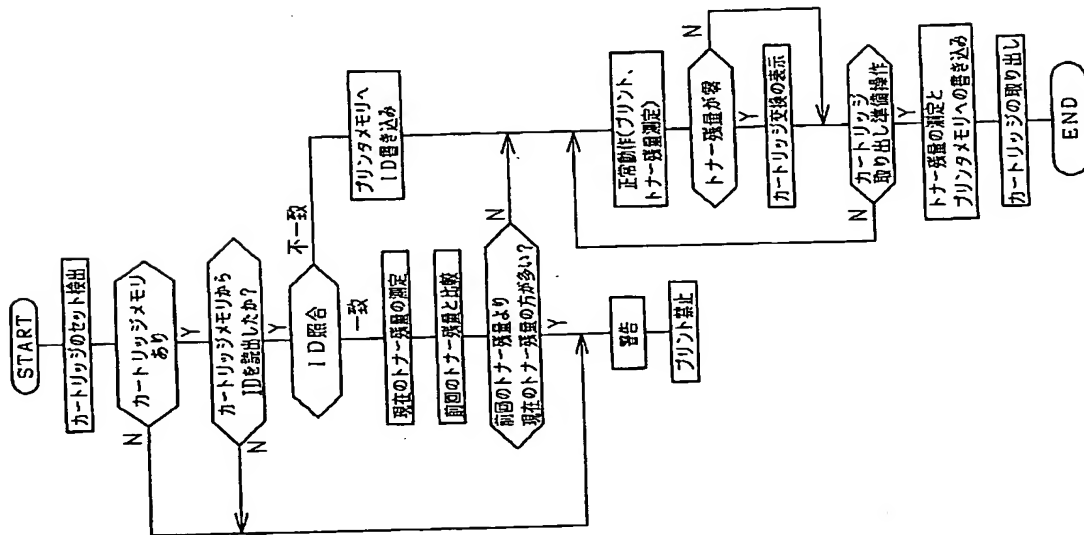 START
カートリッジのセット検出
カートリッジメモリ
あり
N
Y
カートリッジメモリから
IDを読出したか?
N
Y
ID照合
不一致
一致
プリンタメモリへ
ID書き込み
現在のトナー残量の測定
前回のトナー残量と比較
前回のトナー残量より
現在のトナー残量の方が多い?
N
Y
警告
プリント禁止
正常動作(プリント、
トナー残量測定)
トナー残量が零
N
Y
カートリッジ交換の表示
カートリッジ
取り出し準備操作
N
Y
トナー残量の測定と
プリンタメモリへの書き込み
カートリッジの取り出し
END